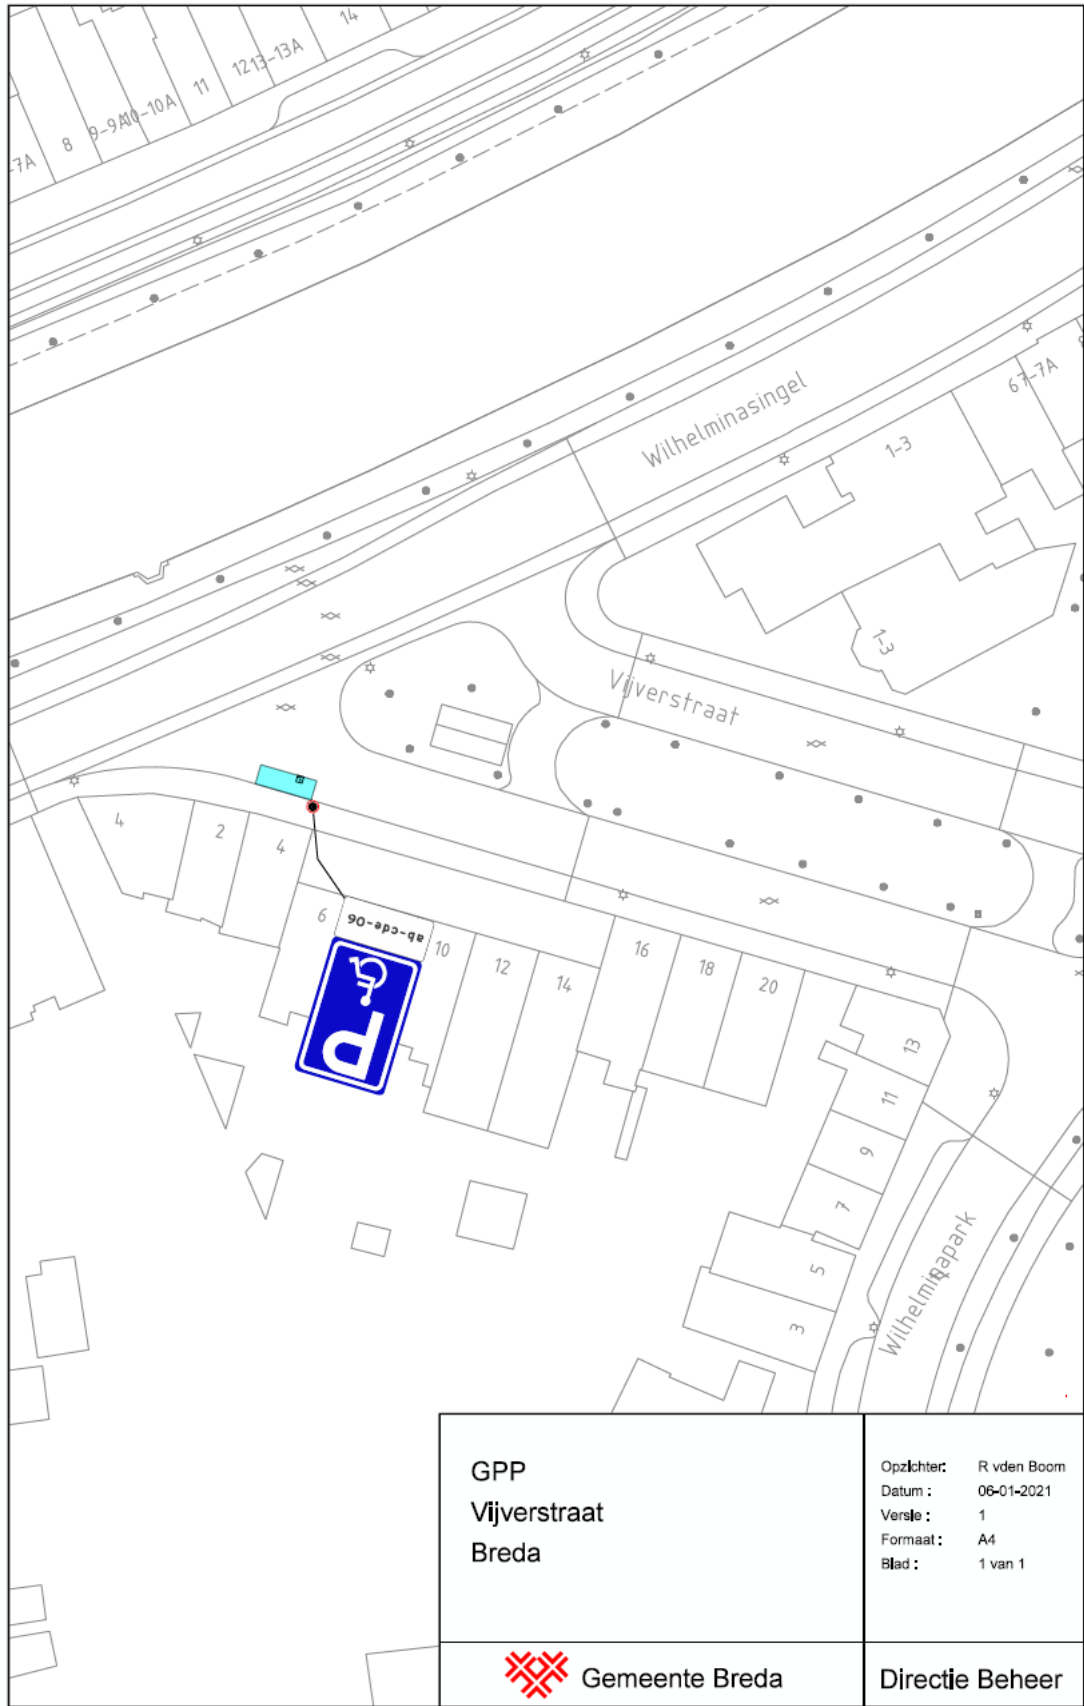 14
12
13-13A
11
10-10A
9-9A
8
-7A
Wilhelminasingel
6
7-7A
1-3
1-3
Vijverstraat
4
2
4
6
ab-cde-06
P
10
12
14
16
18
20
13
11
9
7
5
3
Wilhelminapark
GPP
Vijverstraat
Breda
Opzichter: R vden Boom
Datum : 06-01-2021
Versie : 1
Formaat : A4
Blad : 1 van 1
Gemeente Breda
Directie Beheer